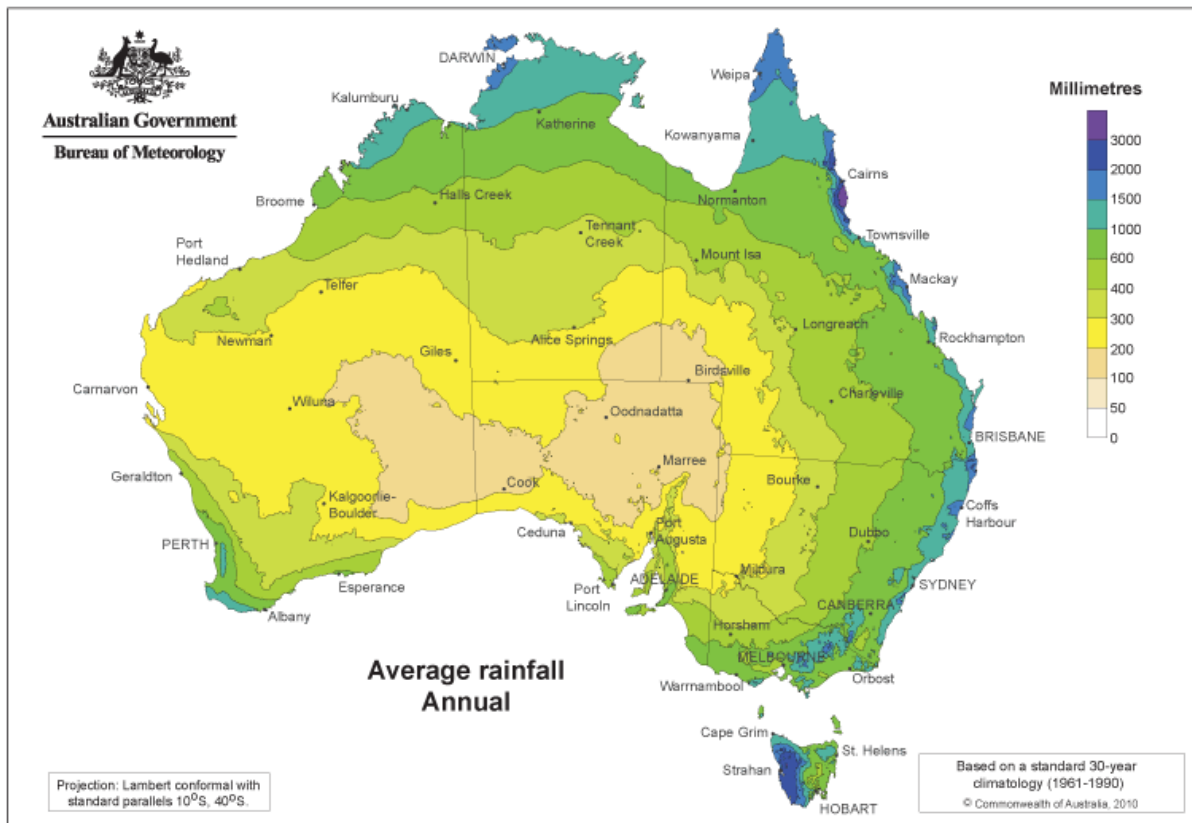 Australian Government
Bureau of Meteorology
DARWIN
Weipa
Kalumburu
Katherine
Kowanyama
Millimetres
3000
2000
1500
1000
600
400
300
200
100
50
0
Cairns
Broome
Halls Creek
Normanton
Port
Hedland
Tennant
Creek
Townsville
Mount Isa
Mackay
Telfer
Newman
Alice Springs
Longreach
Rockhampton
Giles
Birdsville
Carnarvon
Wiluna
Charleville
Oodnadatta
BRISBANE
Marree
Geraldton
Cook
Bourke
Kalgoorlie-
Boulder
Coffs
Harbour
Ceduna
Port
Augusta
PERTH
Dubbo
Esperance
Port
Lincoln
ADELAIDE
Mildura
SYDNEY
Albany
CANBERRA
Horsham
MELBOURNE
Warrnambool
Orbost
Average rainfall
Annual
Cape Grim
St. Helens
Strahan
HOBART
Projection: Lambert conformal with
standard parallels 10°S, 40°S.
Based on a standard 30-year
climatology (1961-1990)
© Commonwealth of Australia, 2010